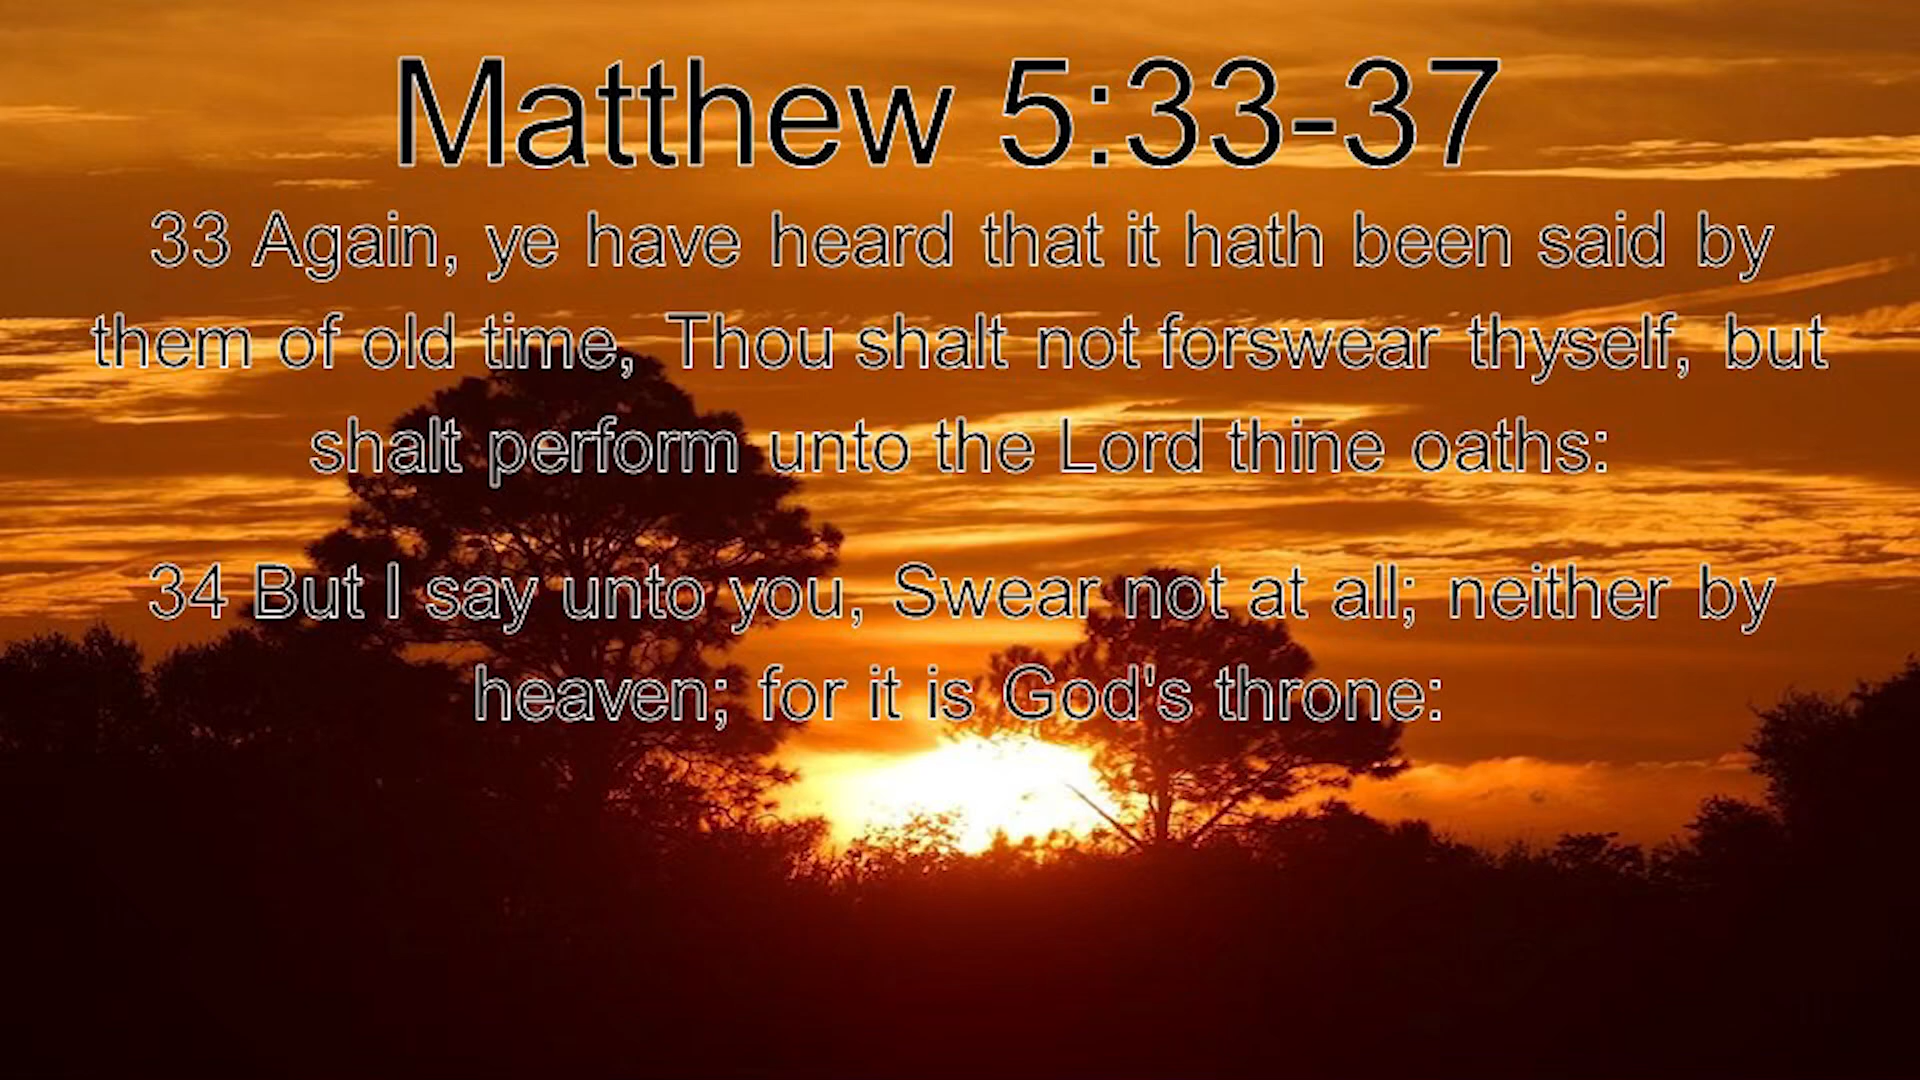 Matthew 5:33-37
33 Again, ye have heard that it hath been said by
them of old time, Thou shalt not forswear thyself, but
shalt perform unto the Lord thine oaths:
34 But I say unto you, Swear not at all; neither by
heaven; for it is God's throne: